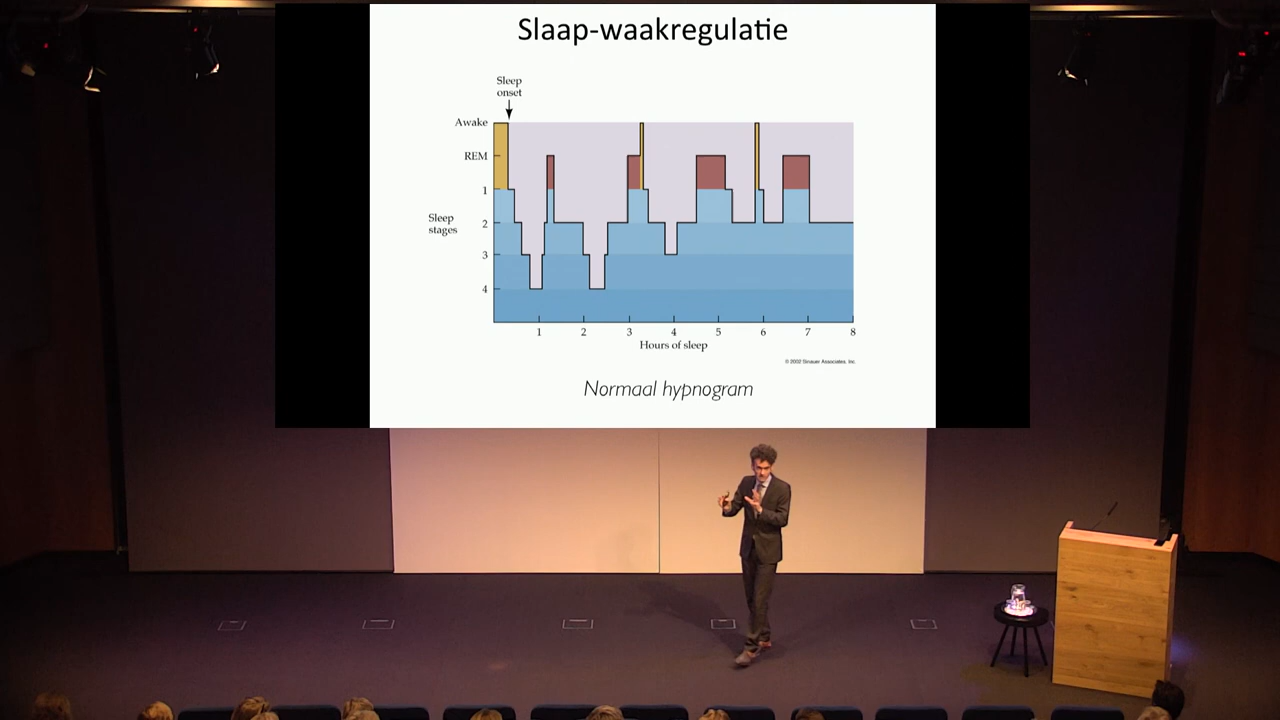 Slaap-waakregulatie
Sleep
onset
Awake
REM
1
Sleep
stages
2
3
4
1 2 3 4 5 6 7 8
Hours of sleep
© 2002 Sinauer Associates, Inc.
Normaal hypnogram